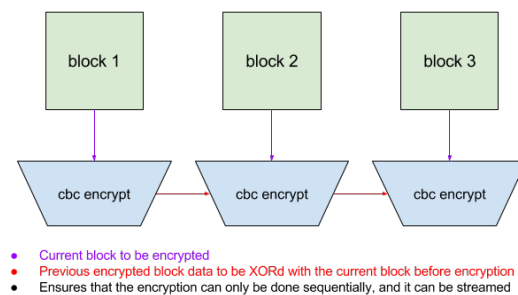 block 1
block 2
block 3
cbc encrypt
cbc encrypt
cbc encrypt
● Current block to be encrypted
● Previous encrypted block data to be XORd with the current block before encryption
● Ensures that the encryption can only be done sequentially, and it can be streamed